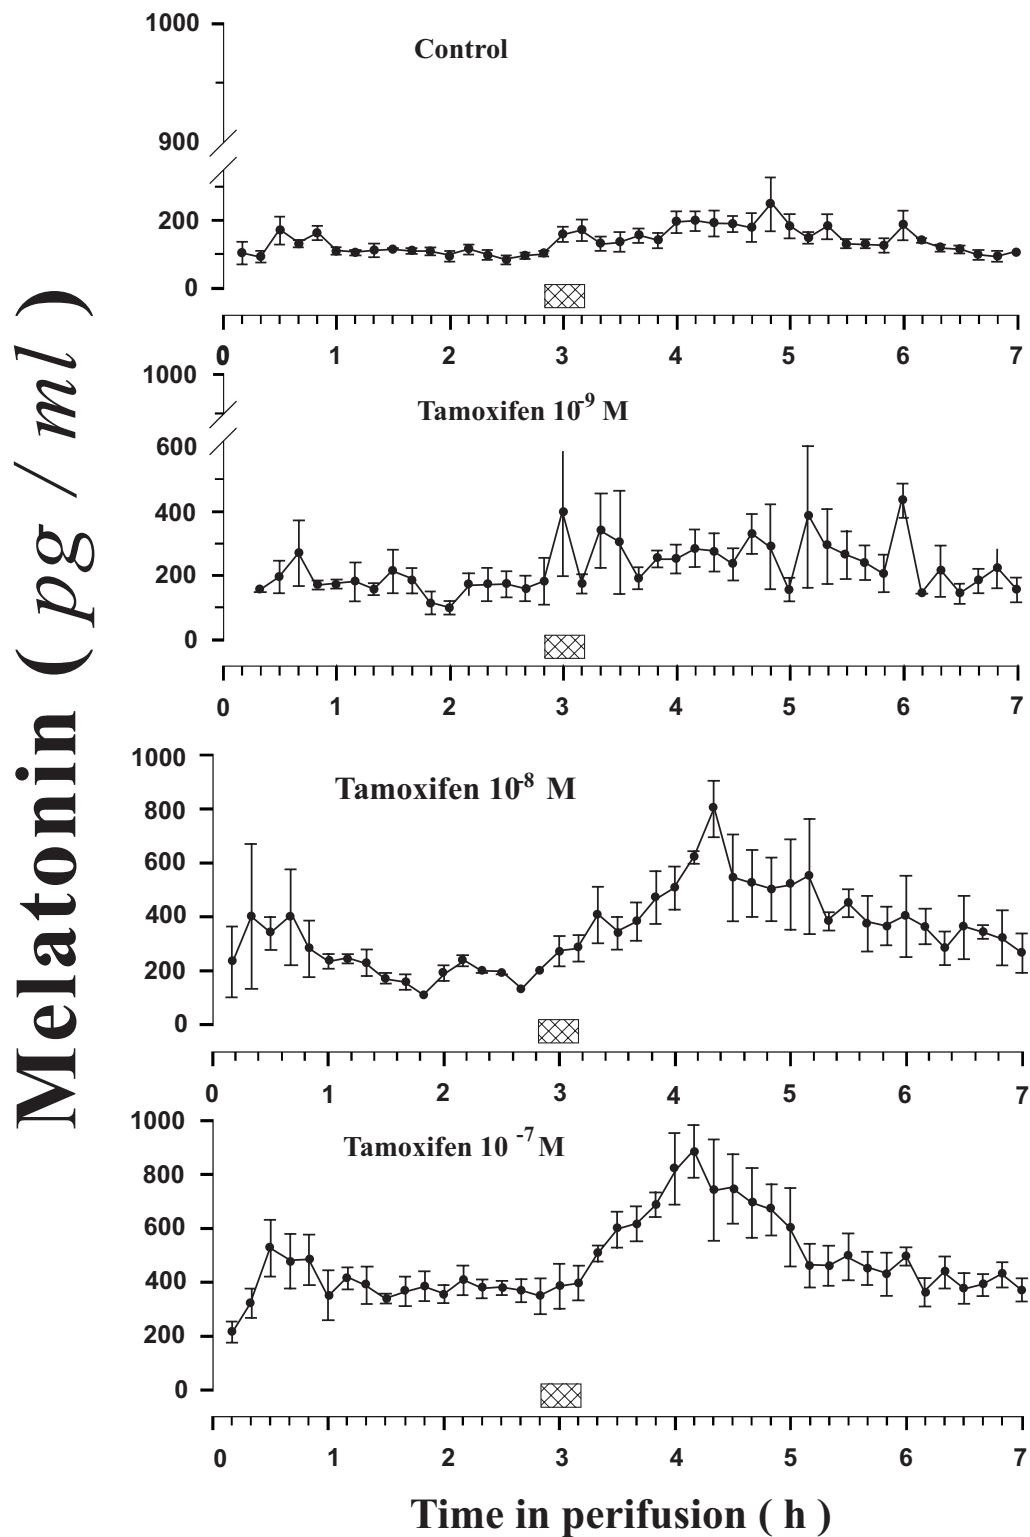 Melatonin ( pg / ml )
1000
Control
900
200
0
0 1 2 3 4 5 6 7
1000
Tamoxifen 10-9 M
600
400
200
0
0 1 2 3 4 5 6 7
1000
Tamoxifen 10-8 M
800
600
400
200
0
0 1 2 3 4 5 6 7
1000
Tamoxifen 10 -7 M
800
600
400
200
0
0 1 2 3 4 5 6 7
Time in perifusion ( h )